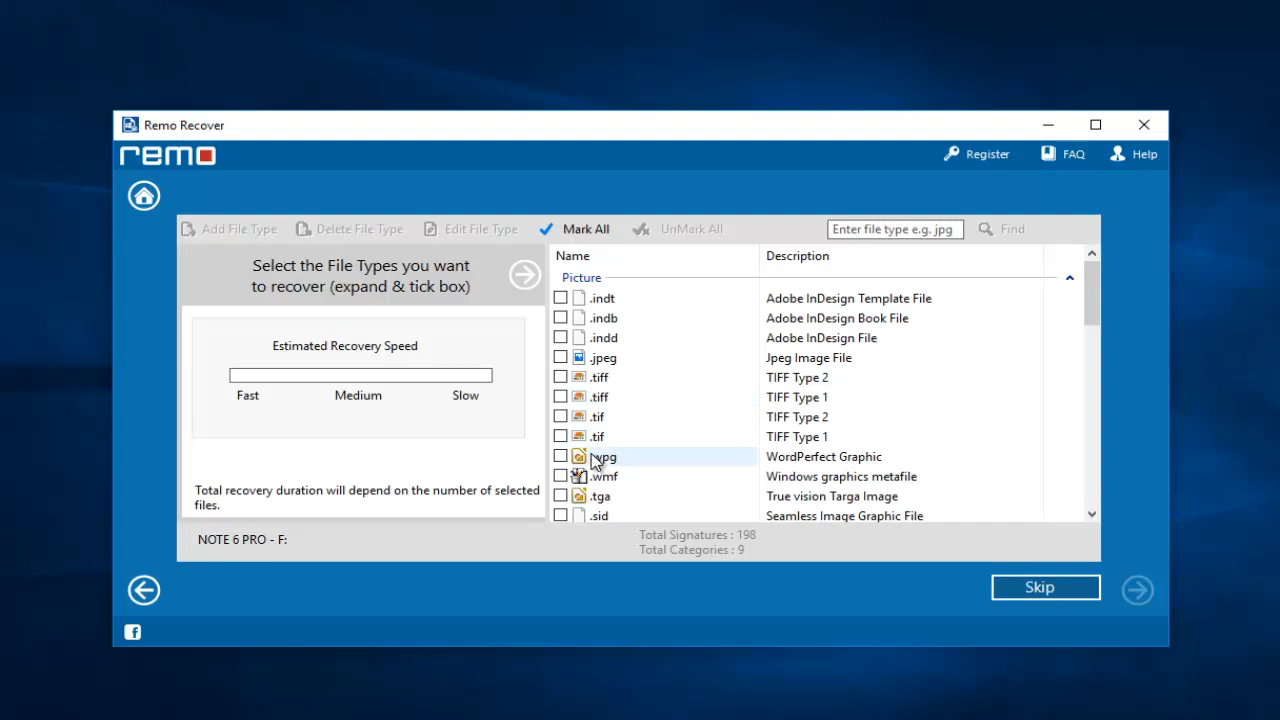 Remo Recover
remo
Register
FAQ
Help
Add File Type
Delete File Type
Edit File Type
Mark All
UnMark All
Enter file type e.g. jpg
Find
Select the File Types you want
to recover (expand & tick box)
Estimated Recovery Speed
Fast
Medium
Slow
Total recovery duration will depend on the number of selected
files.
Name
Description
Picture
.indt
Adobe InDesign Template File
.indb
Adobe InDesign Book File
.indd
Adobe InDesign File
.jpeg
Jpeg Image File
.tiff
TIFF Type 2
.tiff
TIFF Type 1
.tif
TIFF Type 2
.tif
TIFF Type 1
WordPerfect Graphic
.wmf
Windows graphics metafile
.tga
True vision Targa Image
.sid
Seamless Image Graphic File
NOTE 6 PRO - F:
Total Signatures : 198
Total Categories : 9
Skip
f